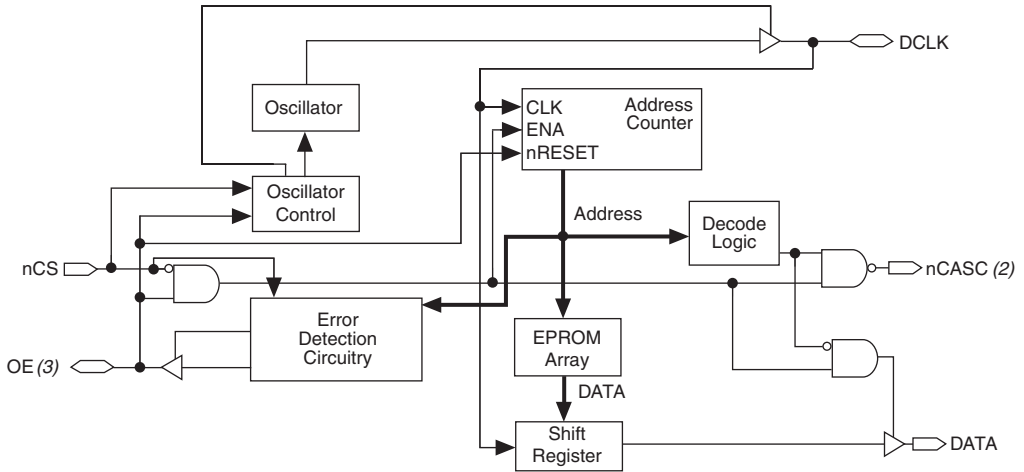 DCLK
Oscillator
CLK
Address
Counter
ENA
nRESET
Oscillator
Control
Address
Decode
Logic
nCS
nCASC (2)
Error
Detection
Circuitry
EPROM
Array
OE (3)
DATA
Shift
Register
DATA